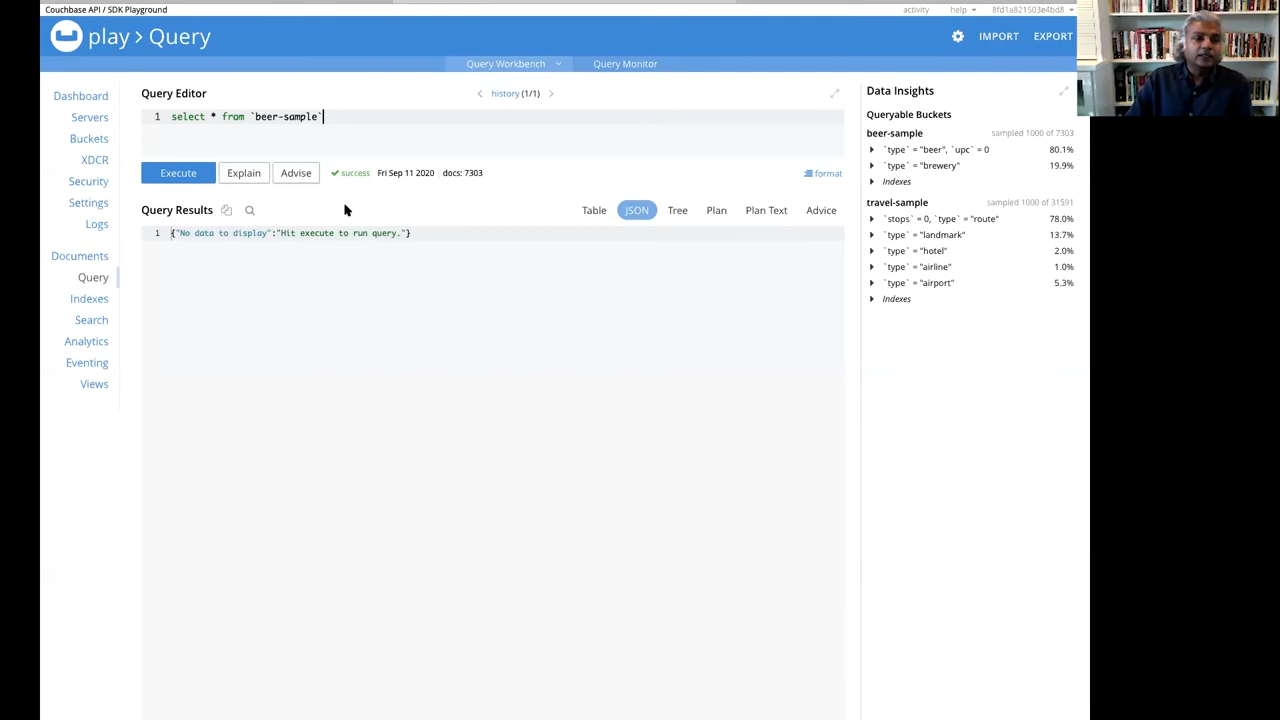 Couchbase API / SDK Playground
activity help 8fd1a821503e4bd8
play > Query
IMPORT EXPORT
Query Workbench Query Monitor
Dashboard
Servers
Buckets
XDCR
Security
Settings
Logs
Documents
Query
Indexes
Search
Analytics
Eventing
Views
Query Editor
history (1/1)
1 select * from `beer-sample`
Execute Explain Advise success Fri Sep 11 2020 docs: 7303 format
Query Results Table JSON Tree Plan Plan Text Advice
1 {"No data to display":"Hit execute to run query."}
Data Insights
Queryable Buckets
beer-sample sampled 1000 of 7303
`type` = "beer", `upc` = 0 80.1%
`type` = "brewery" 19.9%
Indexes
travel-sample sampled 1000 of 31591
`stops` = 0, `type` = "route" 78.0%
`type` = "landmark" 13.7%
`type` = "hotel" 2.0%
`type` = "airline" 1.0%
`type` = "airport" 5.3%
Indexes